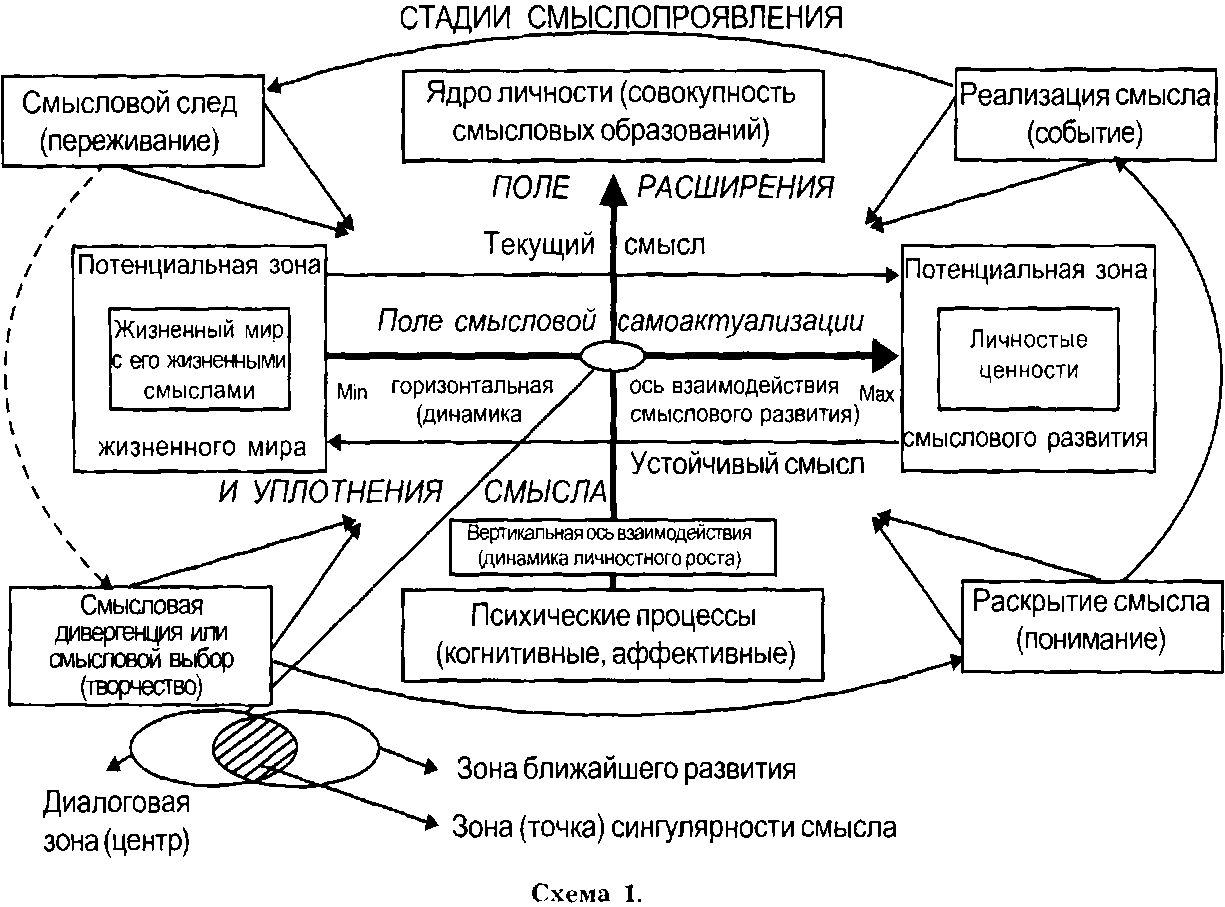 СТАДИИ СМЫСЛОПРОЯВЛЕНИЯ
Смысловой след
(переживание)
Ядро личности (совокупность
смысловых образований)
Реализация смысла
(событие)
ПОЛЕ РАСШИРЕНИЯ
Текущий смысл
Потенциальная зона
Жизненный мир
с его жизненными
смыслами
жизненного мира
Поле смысловой самоактуализации
Min горизонтальная ось взаимодействия Max
(динамика смыслового развития)
Потенциальная зона
Личностые
ценности
смыслового развития
Устойчивый смысл
И УПЛОТНЕНИЯ СМЫСЛА
Вертикальная ось взаимодействия
(динамика личностного роста)
Смысловая
дивергенция или
смысловой выбор
(творчество)
Психические процессы
(когнитивные, аффективные)
Раскрытие смысла
(понимание)
Зона ближайшего развития
Диалоговая
зона (центр)
Зона (точка) сингулярности смысла
Схема 1.